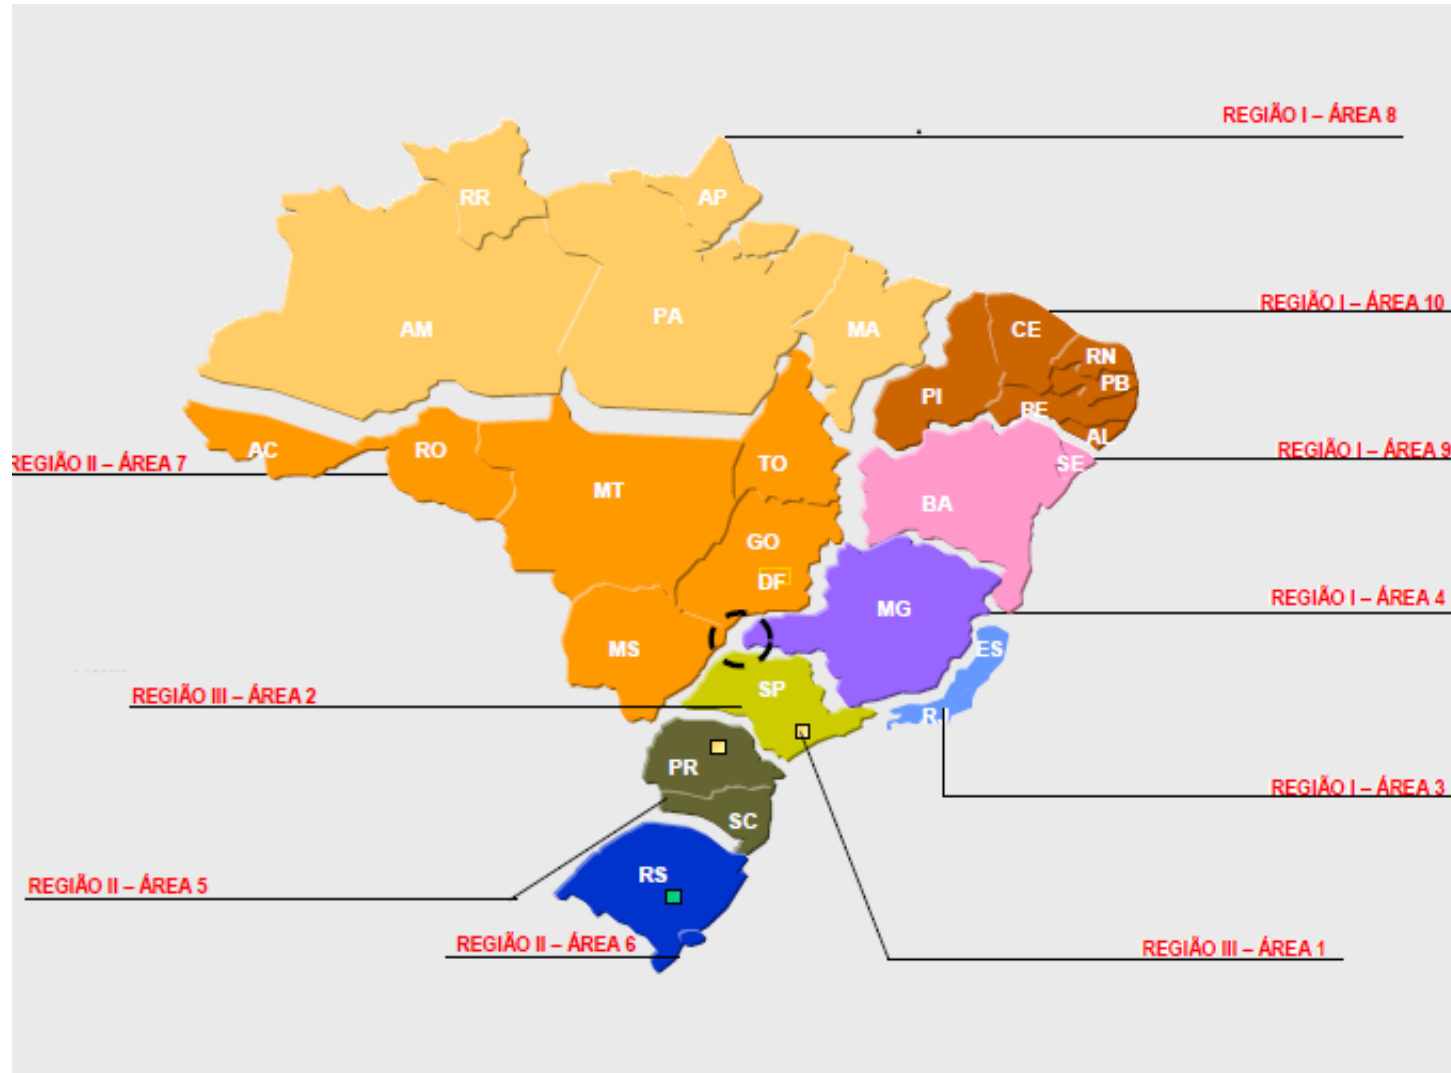 REGIÃO I – ÁREA 8
RR
AP
REGIÃO I – ÁREA 10
AM
PA
MA
CE
RN
PB
PI
PE
AL
REGIÃO II – ÁREA 7
AC
RO
TO
SE
REGIÃO I – ÁREA 9
MT
BA
GO
DF
MG
REGIÃO I – ÁREA 4
MS
ES
REGIÃO III – ÁREA 2
SP
RJ
PR
REGIÃO I – ÁREA 3
SC
RS
REGIÃO II – ÁREA 5
REGIÃO II – ÁREA 6
REGIÃO III – ÁREA 1